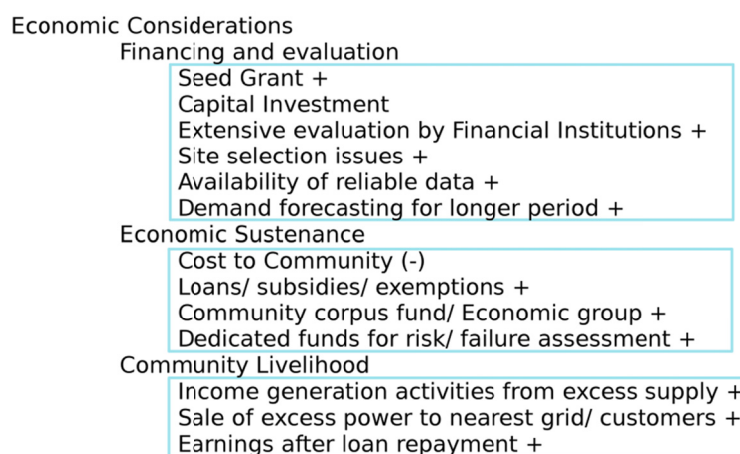 Economic Considerations
Financing and evaluation
Seed Grant +
Capital Investment
Extensive evaluation by Financial Institutions +
Site selection issues +
Availability of reliable data +
Demand forecasting for longer period +
Economic Sustenance
Cost to Community (-)
Loans/ subsidies/ exemptions +
Community corpus fund/ Economic group +
Dedicated funds for risk/ failure assessment +
Community Livelihood
Income generation activities from excess supply +
Sale of excess power to nearest grid/ customers +
Earnings after loan repayment +